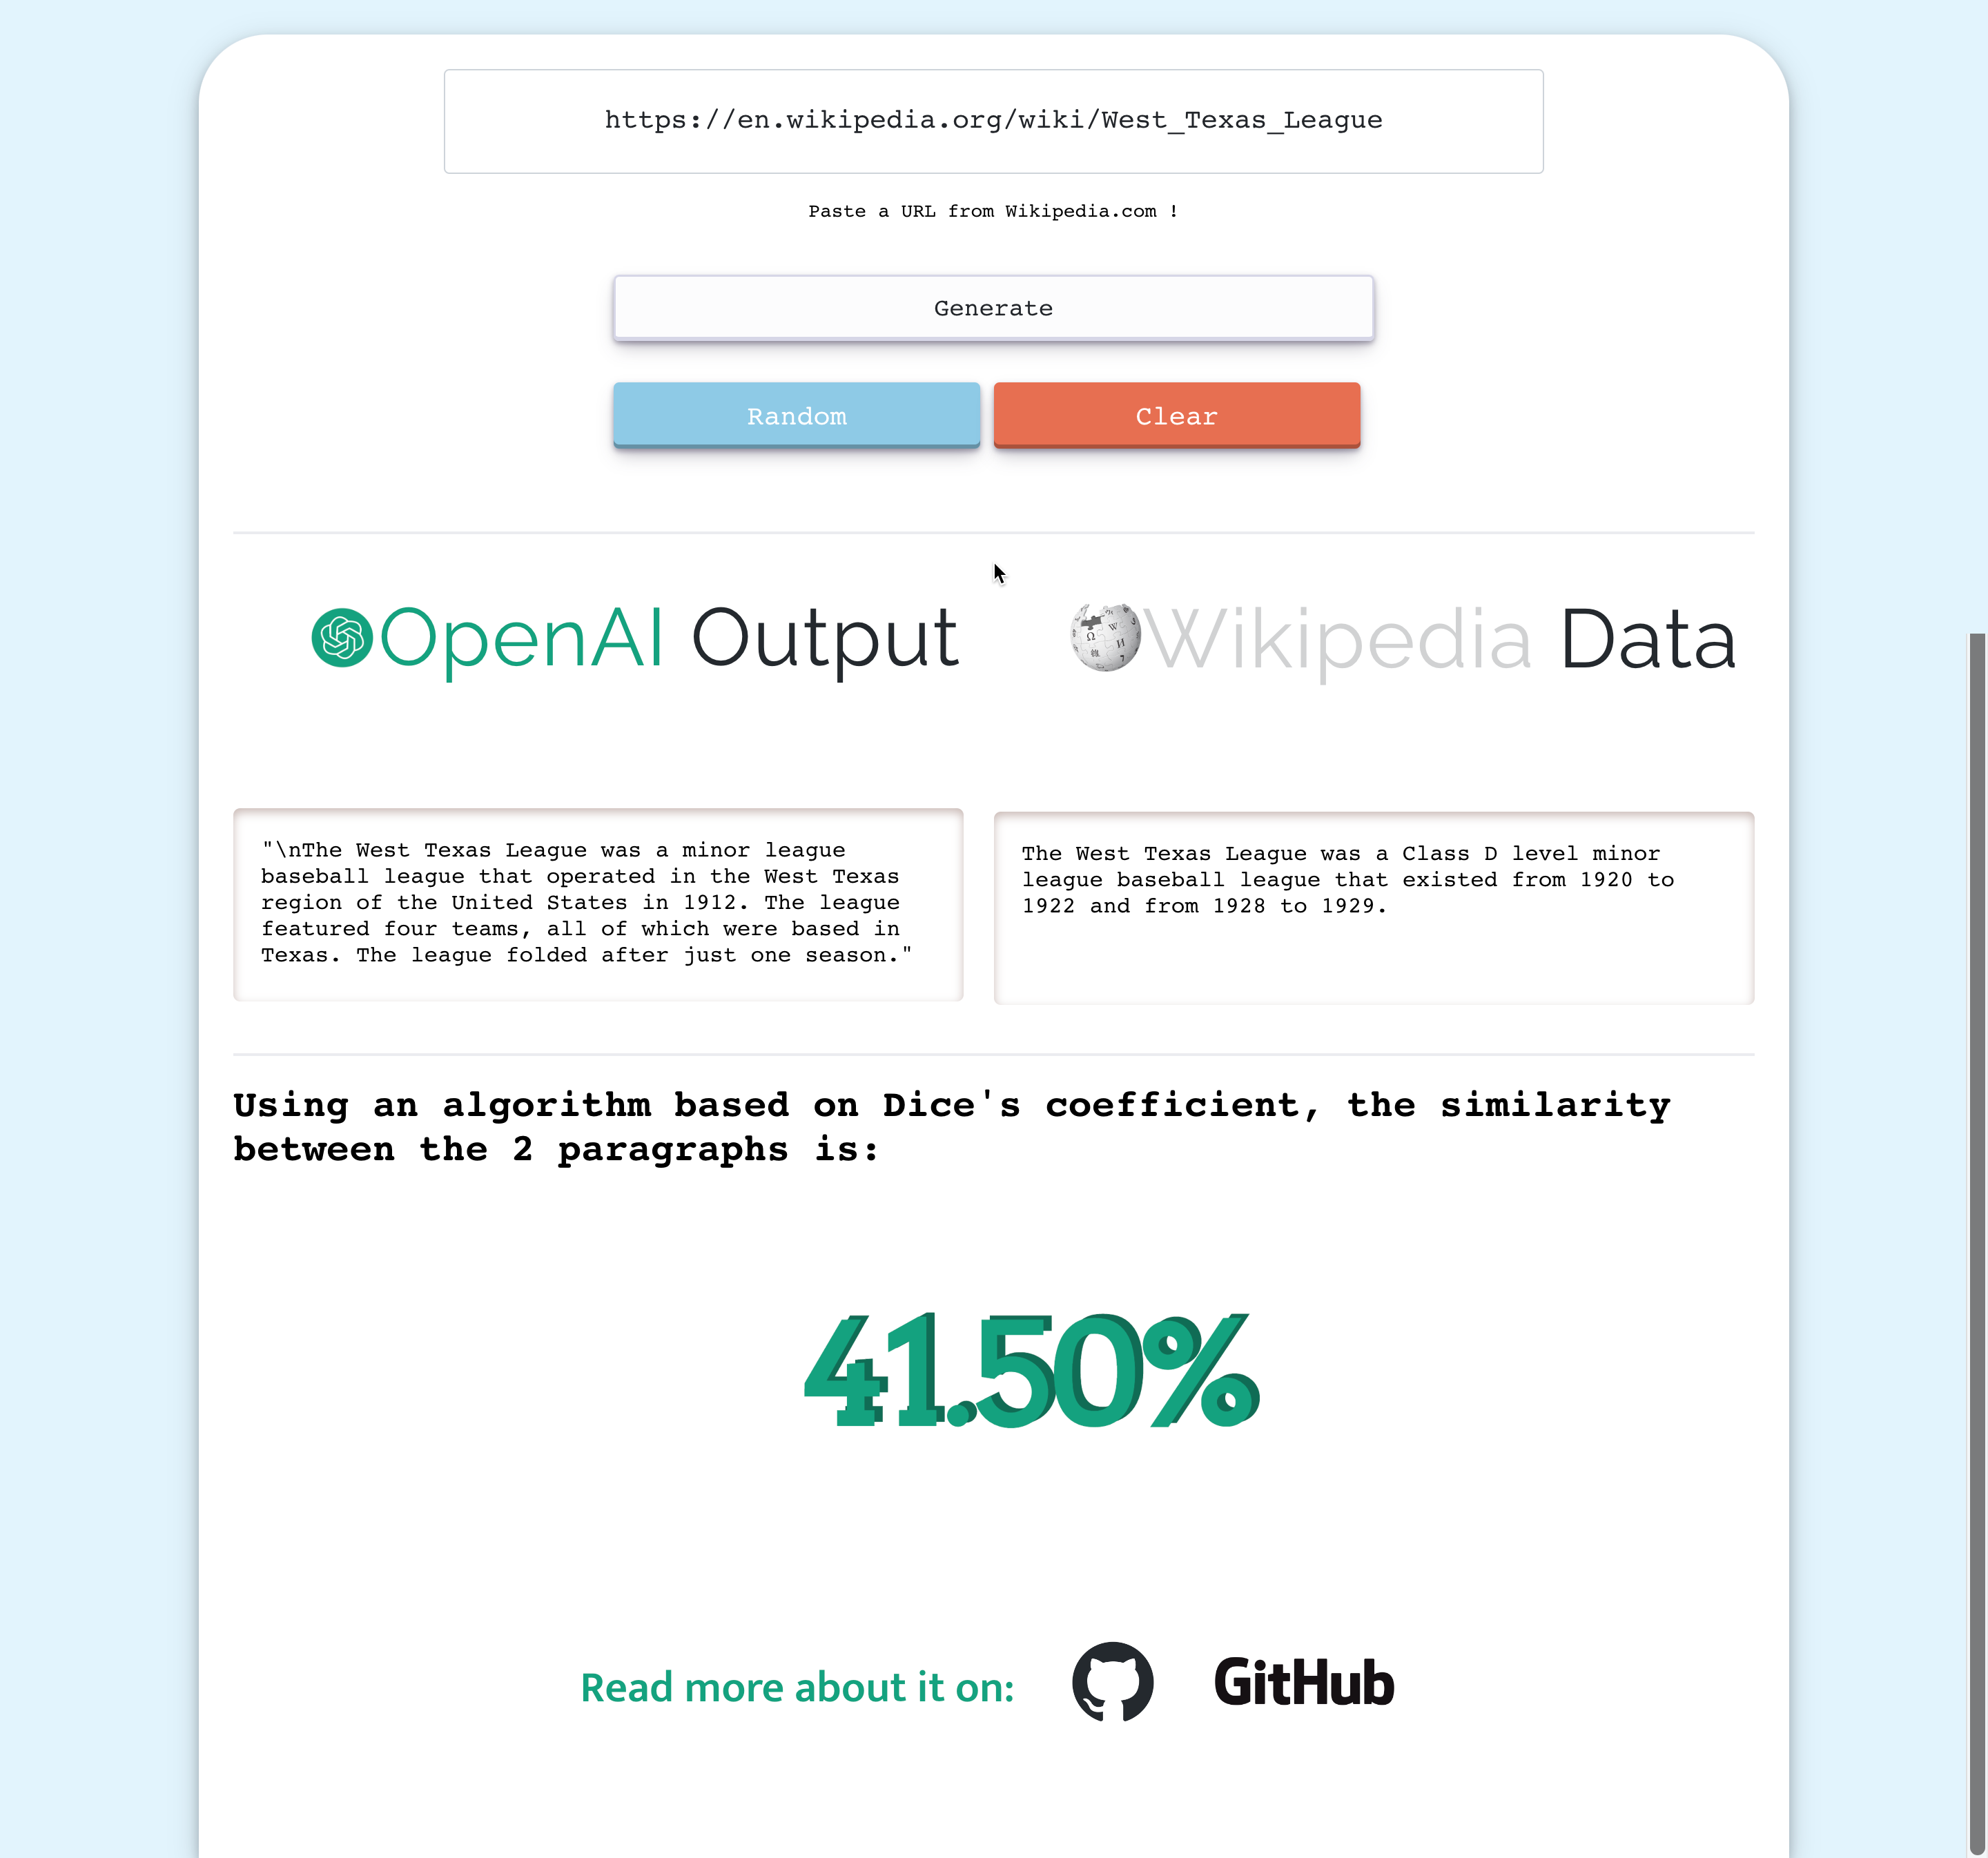 https://en.wikipedia.org/wiki/West_Texas_League
Paste a URL from Wikipedia.com !
Generate
Random
Clear
OpenAI Output
Wikipedia Data
"\nThe West Texas League was a minor league
baseball league that operated in the West Texas
region of the United States in 1912. The league
featured four teams, all of which were based in
Texas. The league folded after just one season."
The West Texas League was a Class D level minor
league baseball league that existed from 1920 to
1922 and from 1928 to 1929.
Using an algorithm based on Dice's coefficient, the similarity
between the 2 paragraphs is:
41.50%
Read more about it on:
GitHub